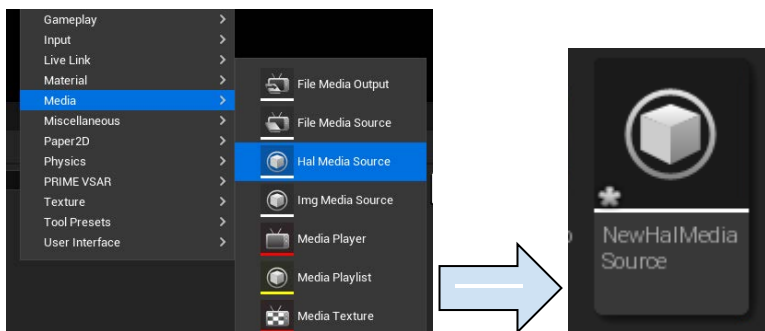 Gameplay
Input
Live Link
Material
Media
Miscellaneous
Paper2D
Physics
PRIME VSAR
Texture
Tool Presets
User Interface
File Media Output
File Media Source
Hal Media Source
Img Media Source
Media Player
Media Playlist
Media Texture
NewHalMedia
Source